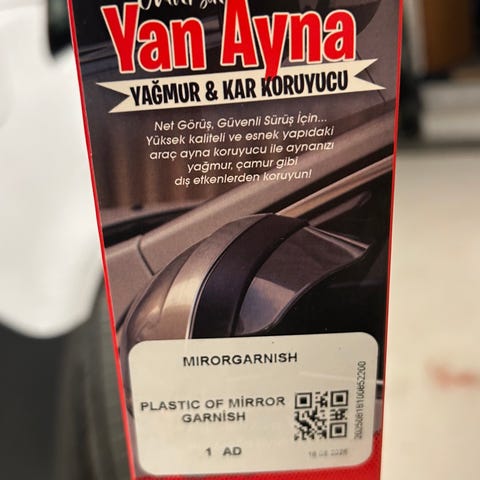 Yan Ayna
YAĞMUR & KAR KORUYUCU
Net Görüş, Güvenli Sürüş İçin...
Yüksek kaliteli ve esnek yapıdaki
araç ayna koruyucu ile aynanızı
yağmur, çamur gibi
dış etkenlerden koruyun!
MIRORGARNISH
PLASTIC OF MİRROR
GARNİSH
1 AD